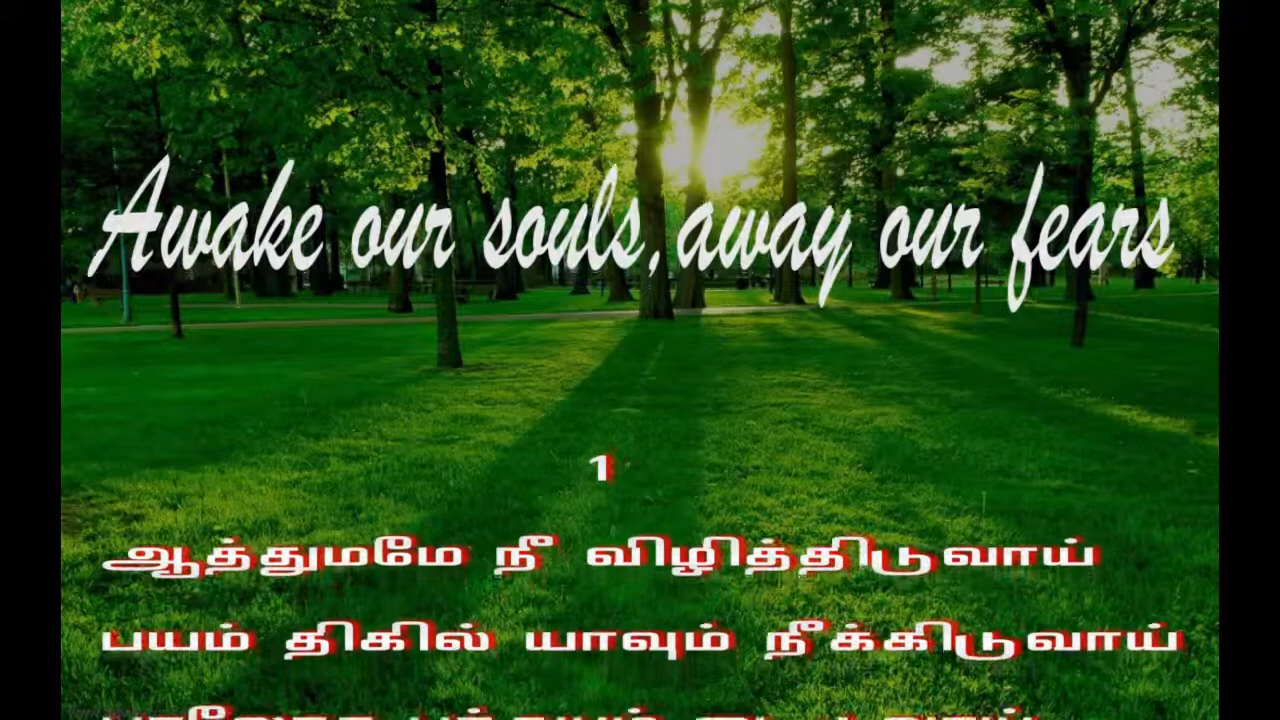 Awake our souls, away our fears
1
ஆத்துமமே நீ விழித்திடுவாய்
பயம் திகில் யாவும் நீக்கிடுவாய்